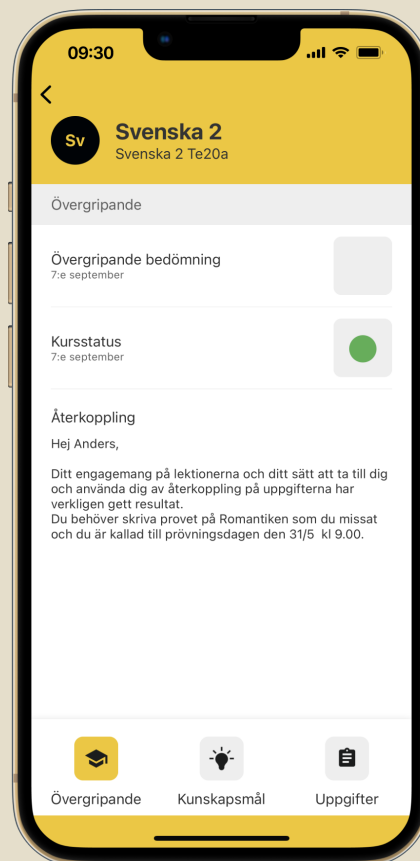 09:30
Sv
Svenska 2
Svenska 2 Te20a
Övergripande
Övergripande bedömning
7:e september
Kursstatus
7:e september
Återkoppling
Hej Anders,
Ditt engagemang på lektionerna och ditt sätt att ta till dig
och använda dig av återkoppling på uppgifterna har
verkligen gett resultat.
Du behöver skriva provet på Romantiken som du missat
och du är kallad till prövningsdagen den 31/5 kl 9.00.
Övergripande
Kunskapsmål
Uppgifter